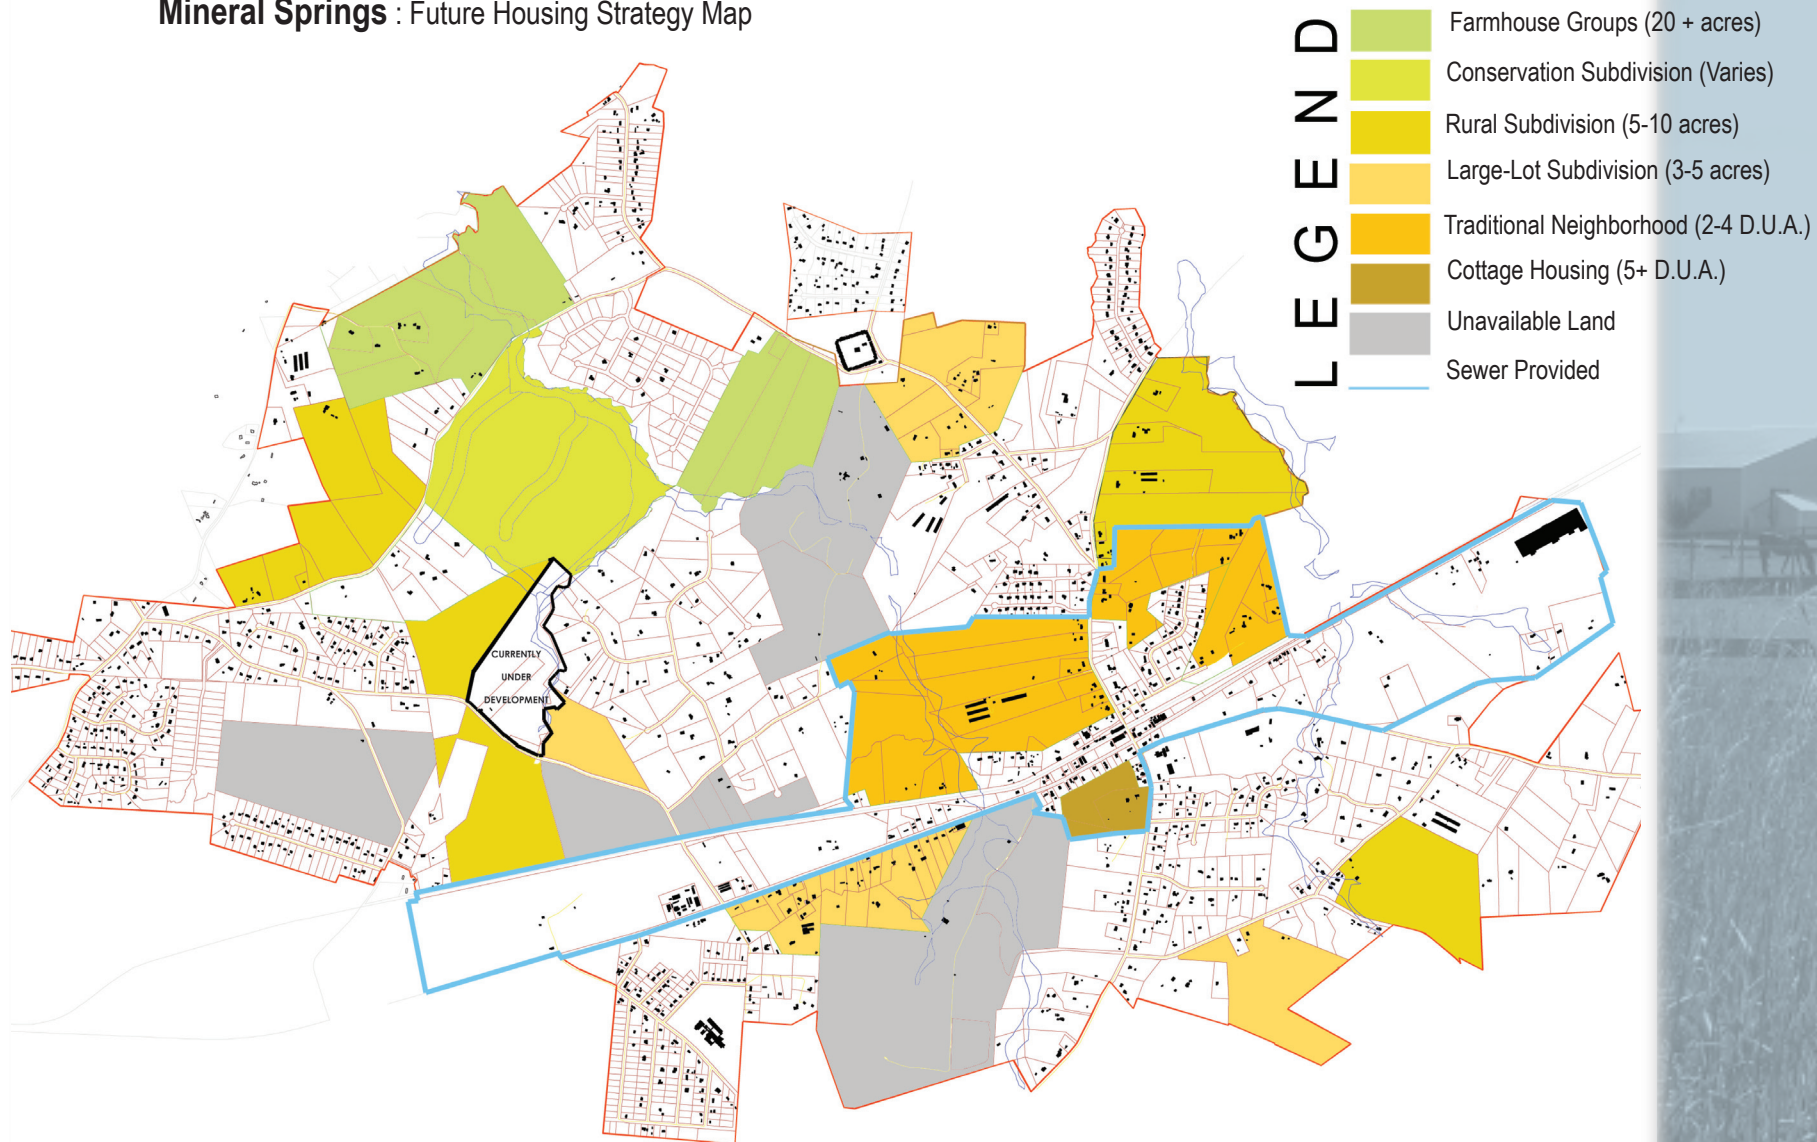 Mineral Springs : Future Housing Strategy Map
LEGEND
Farmhouse Groups (20 + acres)
Conservation Subdivision (Varies)
Rural Subdivision (5-10 acres)
Large-Lot Subdivision (3-5 acres)
Traditional Neighborhood (2-4 D.U.A.)
Cottage Housing (5+ D.U.A.)
Unavailable Land
Sewer Provided
CURRENTLY
UNDER
DEVELOPMENT